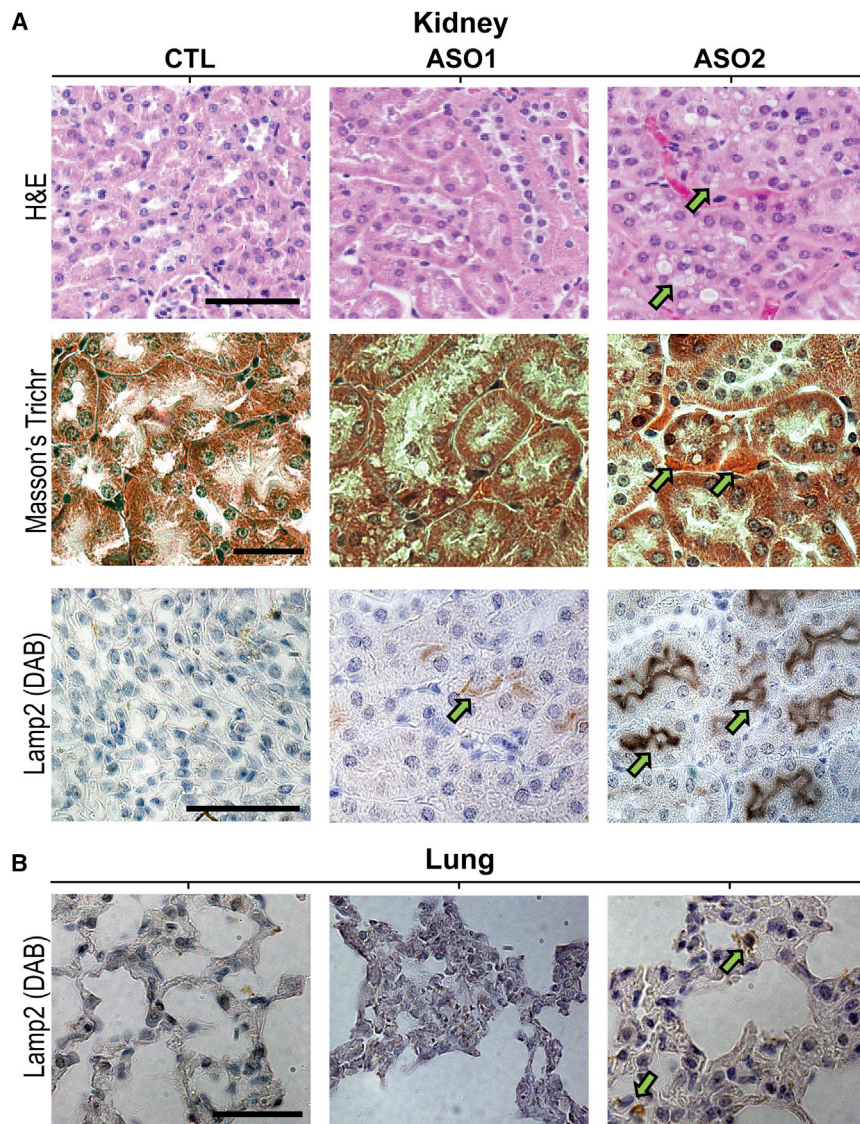 A
Kidney
CTL ASO1 ASO2
H&E
Masson's Trichr
Lamp2 (DAB)
B
Lung
Lamp2 (DAB)